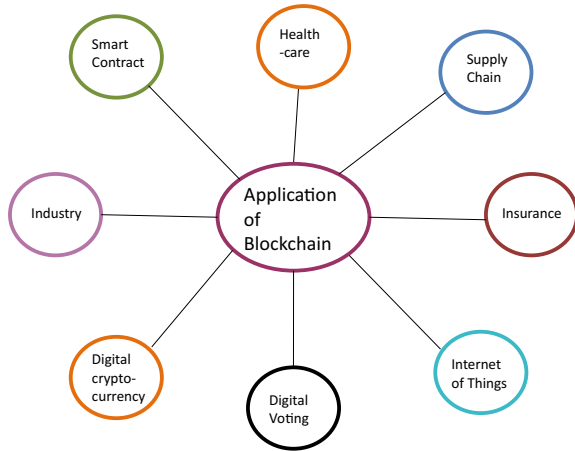 Smart
Contract
Health
-care
Supply
Chain
Industry
Application
of
Blockchain
Insurance
Digital
crypto-
currency
Digital
Voting
Internet
of Things